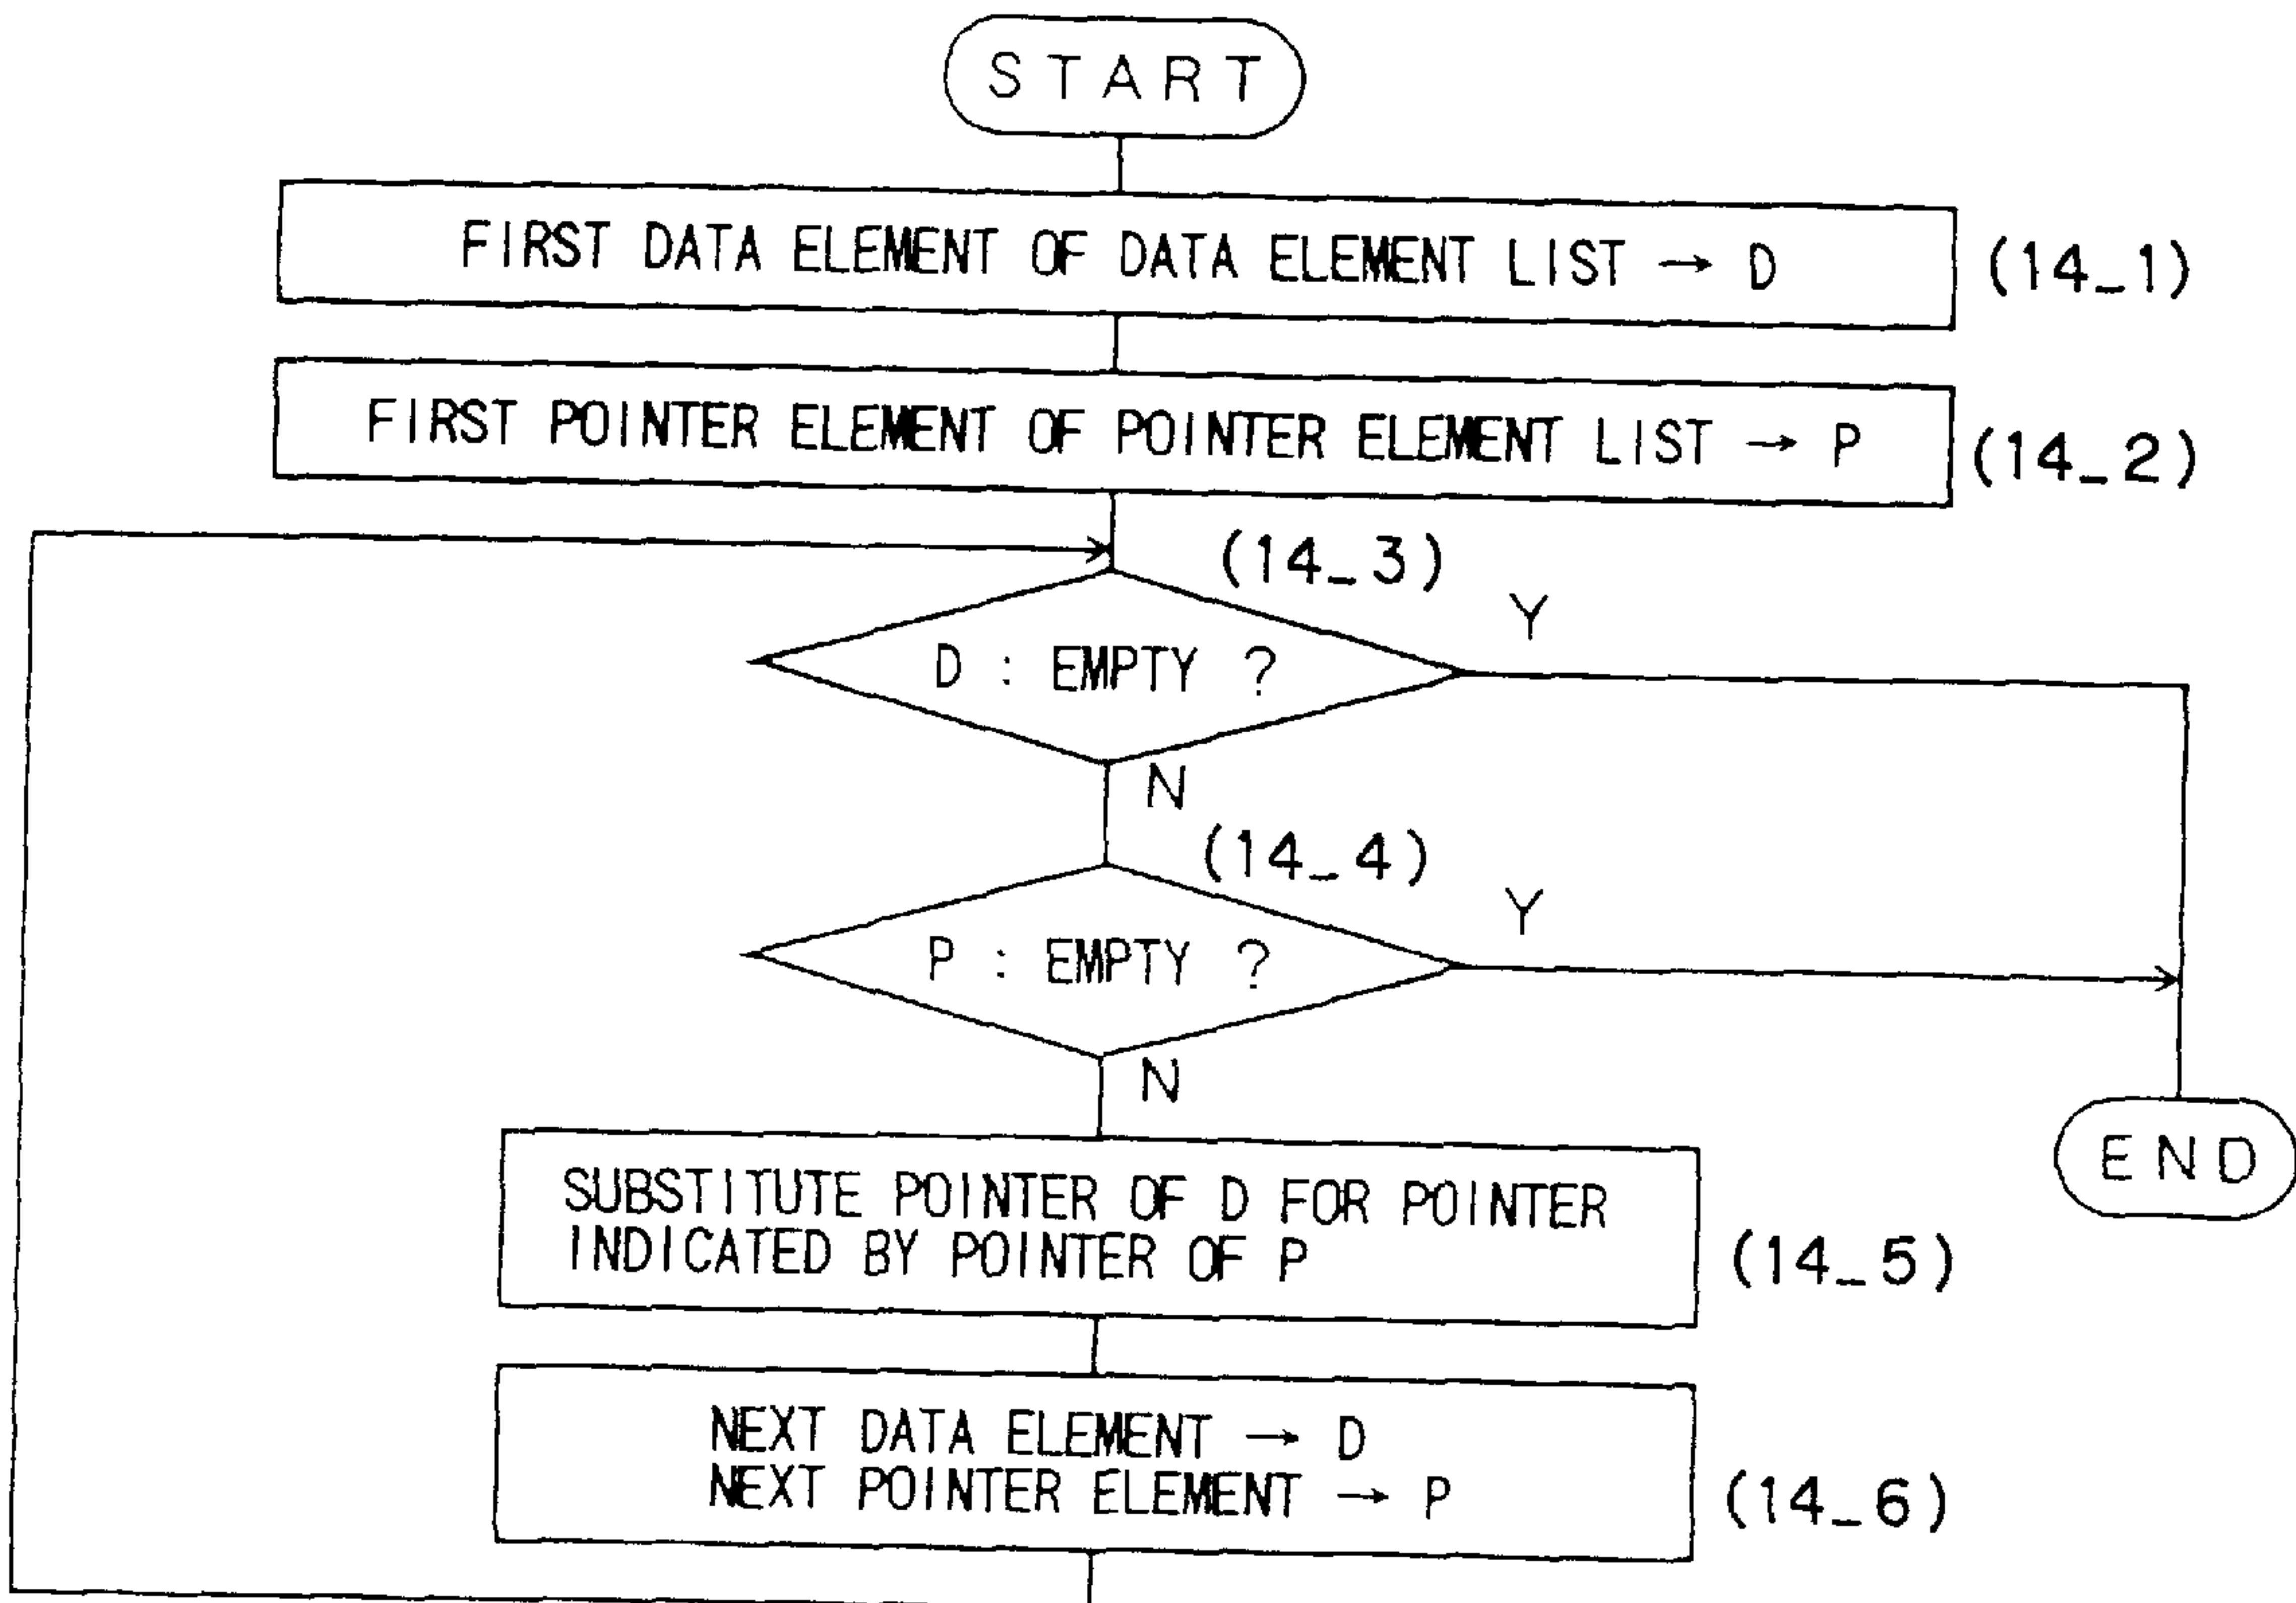 START
FIRST DATA ELEMENT OF DATA ELEMENT LIST → D
(14_1)
FIRST POINTER ELEMENT OF POINTER ELEMENT LIST → P
(14_2)
(14_3)
Y
D : EMPTY ?
N
(14_4)
Y
P : EMPTY ?
N
SUBSTITUTE POINTER OF D FOR POINTER
INDICATED BY POINTER OF P
(14_5)
END
NEXT DATA ELEMENT → D
NEXT POINTER ELEMENT → P
(14_6)